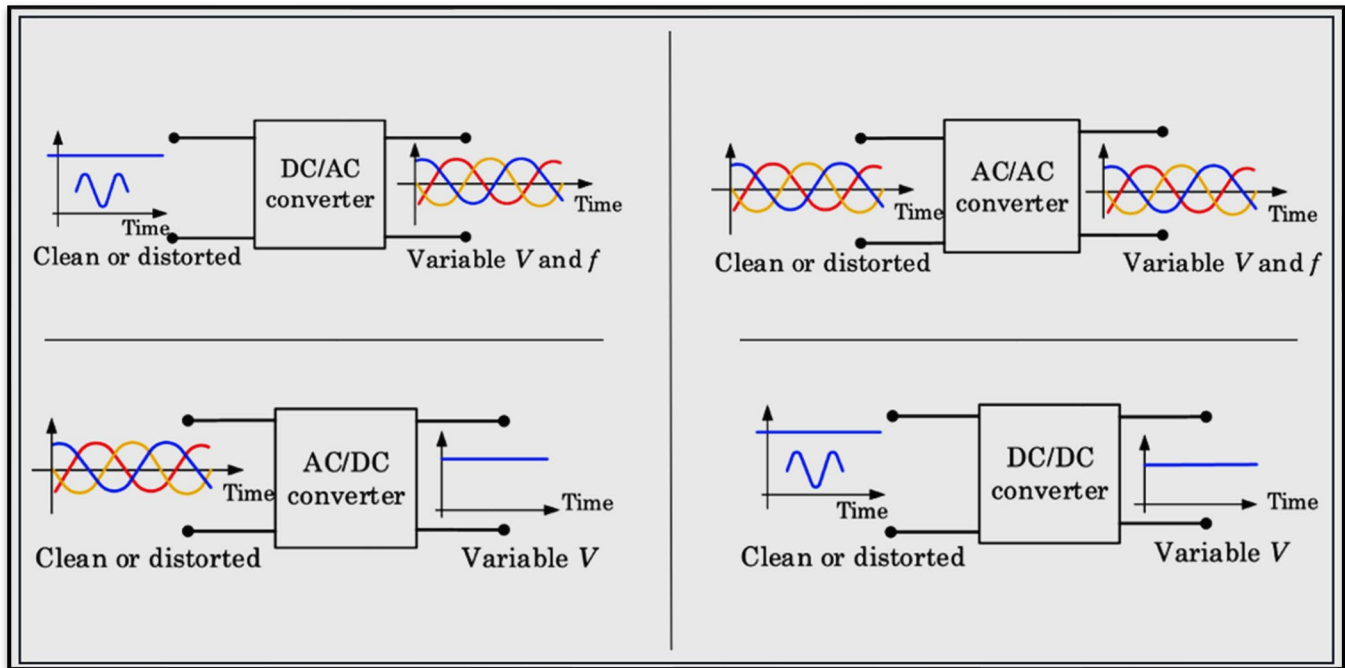 DC/AC
converter
Time
Time
Clean or distorted
Variable V and f
AC/AC
converter
Time
Time
Clean or distorted
Variable V and f
AC/DC
converter
Time
Time
Clean or distorted
Variable V
DC/DC
converter
Time
Time
Clean or distorted
Variable V